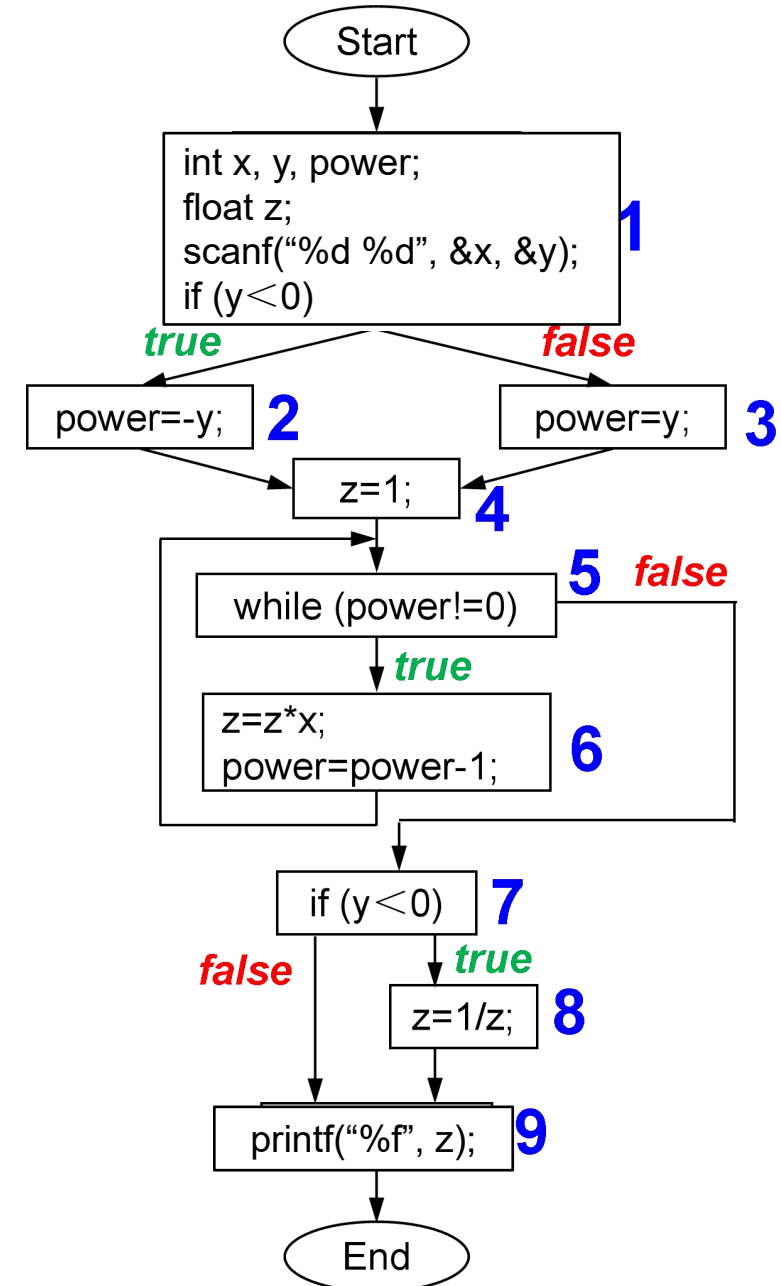 Start
int x, y, power;
float z;
scanf(“%d %d”, &x, &y);
if (y＜0)
1
true
false
power=-y;
2
power=y;
3
z=1;
4
while (power!=0)
5
false
true
z=z*x;
power=power-1;
6
if (y＜0)
7
false
true
z=1/z;
8
printf(“%f”, z);
9
End